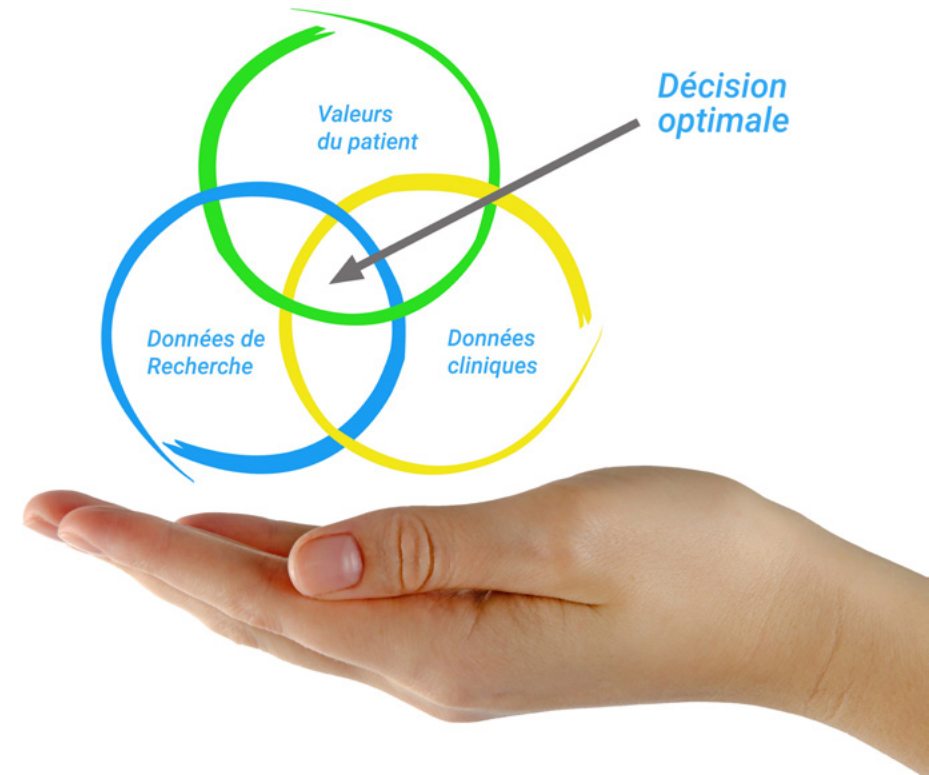 Décision
optimale
Valeurs
du patient
Données de
Recherche
Données
cliniques